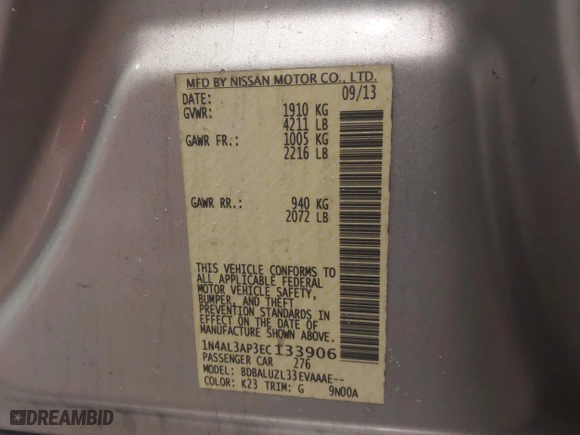 MFD BY NISSAN MOTOR CO., LTD.
DATE: 09/13
GVWR: 1910 KG
4211 LB
GAWR FR: 1005 KG
2216 LB
GAWR RR.: 940 KG
2072 LB
THIS VEHICLE CONFORMS TO
ALL APPLICABLE FEDERAL
MOTOR VEHICLE SAFETY,
BUMPER, AND THEFT
PREVENTION STANDARDS IN
EFFECT ON THE DATE OF
MANUFACTURE SHOWN ABOVE.
1N4AL3AP3EC133906
PASSENGER CAR 276
MODEL: BDBALUZL33EVAAAE--
COLOR: K23 TRIM: G 9N00A
DREAMBID